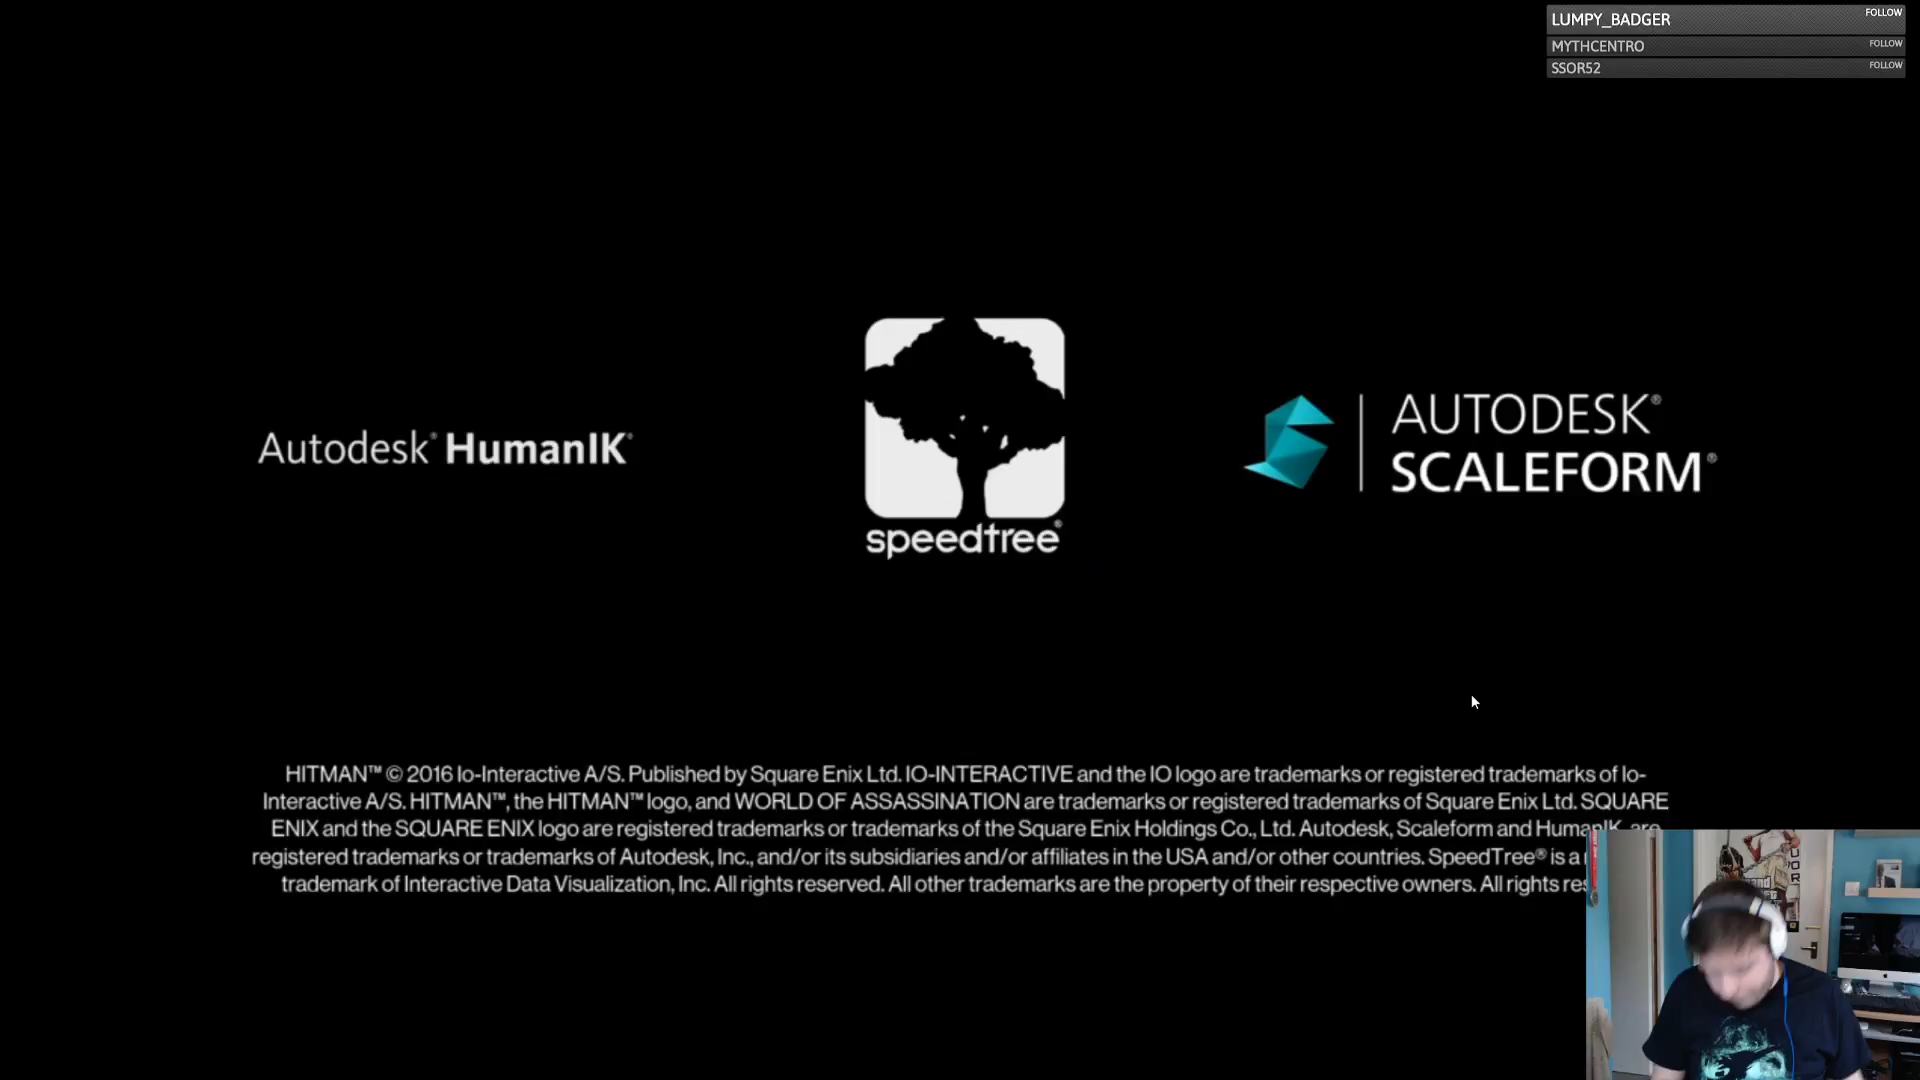 LUMPY_BADGER FOLLOW
MYTHCENTRO FOLLOW
SSOR52 FOLLOW
Autodesk® HumanIK®
speedtree®
AUTODESK®
SCALEFORM®
HITMAN™ © 2016 Io-Interactive A/S. Published by Square Enix Ltd. IO-INTERACTIVE and the IO logo are trademarks or registered trademarks of Io-
Interactive A/S. HITMAN™, the HITMAN™ logo, and WORLD OF ASSASSINATION are trademarks or registered trademarks of Square Enix Ltd. SQUARE
ENIX and the SQUARE ENIX logo are registered trademarks or trademarks of the Square Enix Holdings Co., Ltd. Autodesk, Scaleform and HumanIK are
registered trademarks or trademarks of Autodesk, Inc., and/or its subsidiaries and/or affiliates in the USA and/or other countries. SpeedTree® is a
trademark of Interactive Data Visualization, Inc. All rights reserved. All other trademarks are the property of their respective owners. All rights res